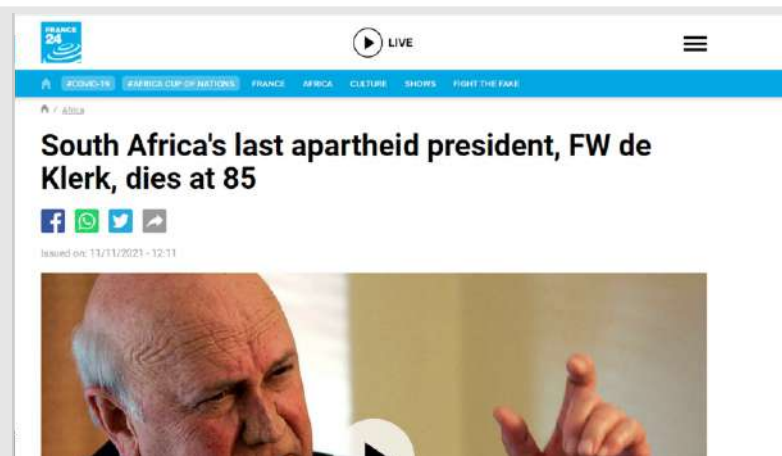 FRANCE
24
LIVE
#COVID-19 #AFRICA CUP OF NATIONS FRANCE AFRICA CULTURE SHOWS FIGHT THE FAKE
/ Africa
South Africa's last apartheid president, FW de
Klerk, dies at 85
Issued on: 11/11/2021 - 12:11